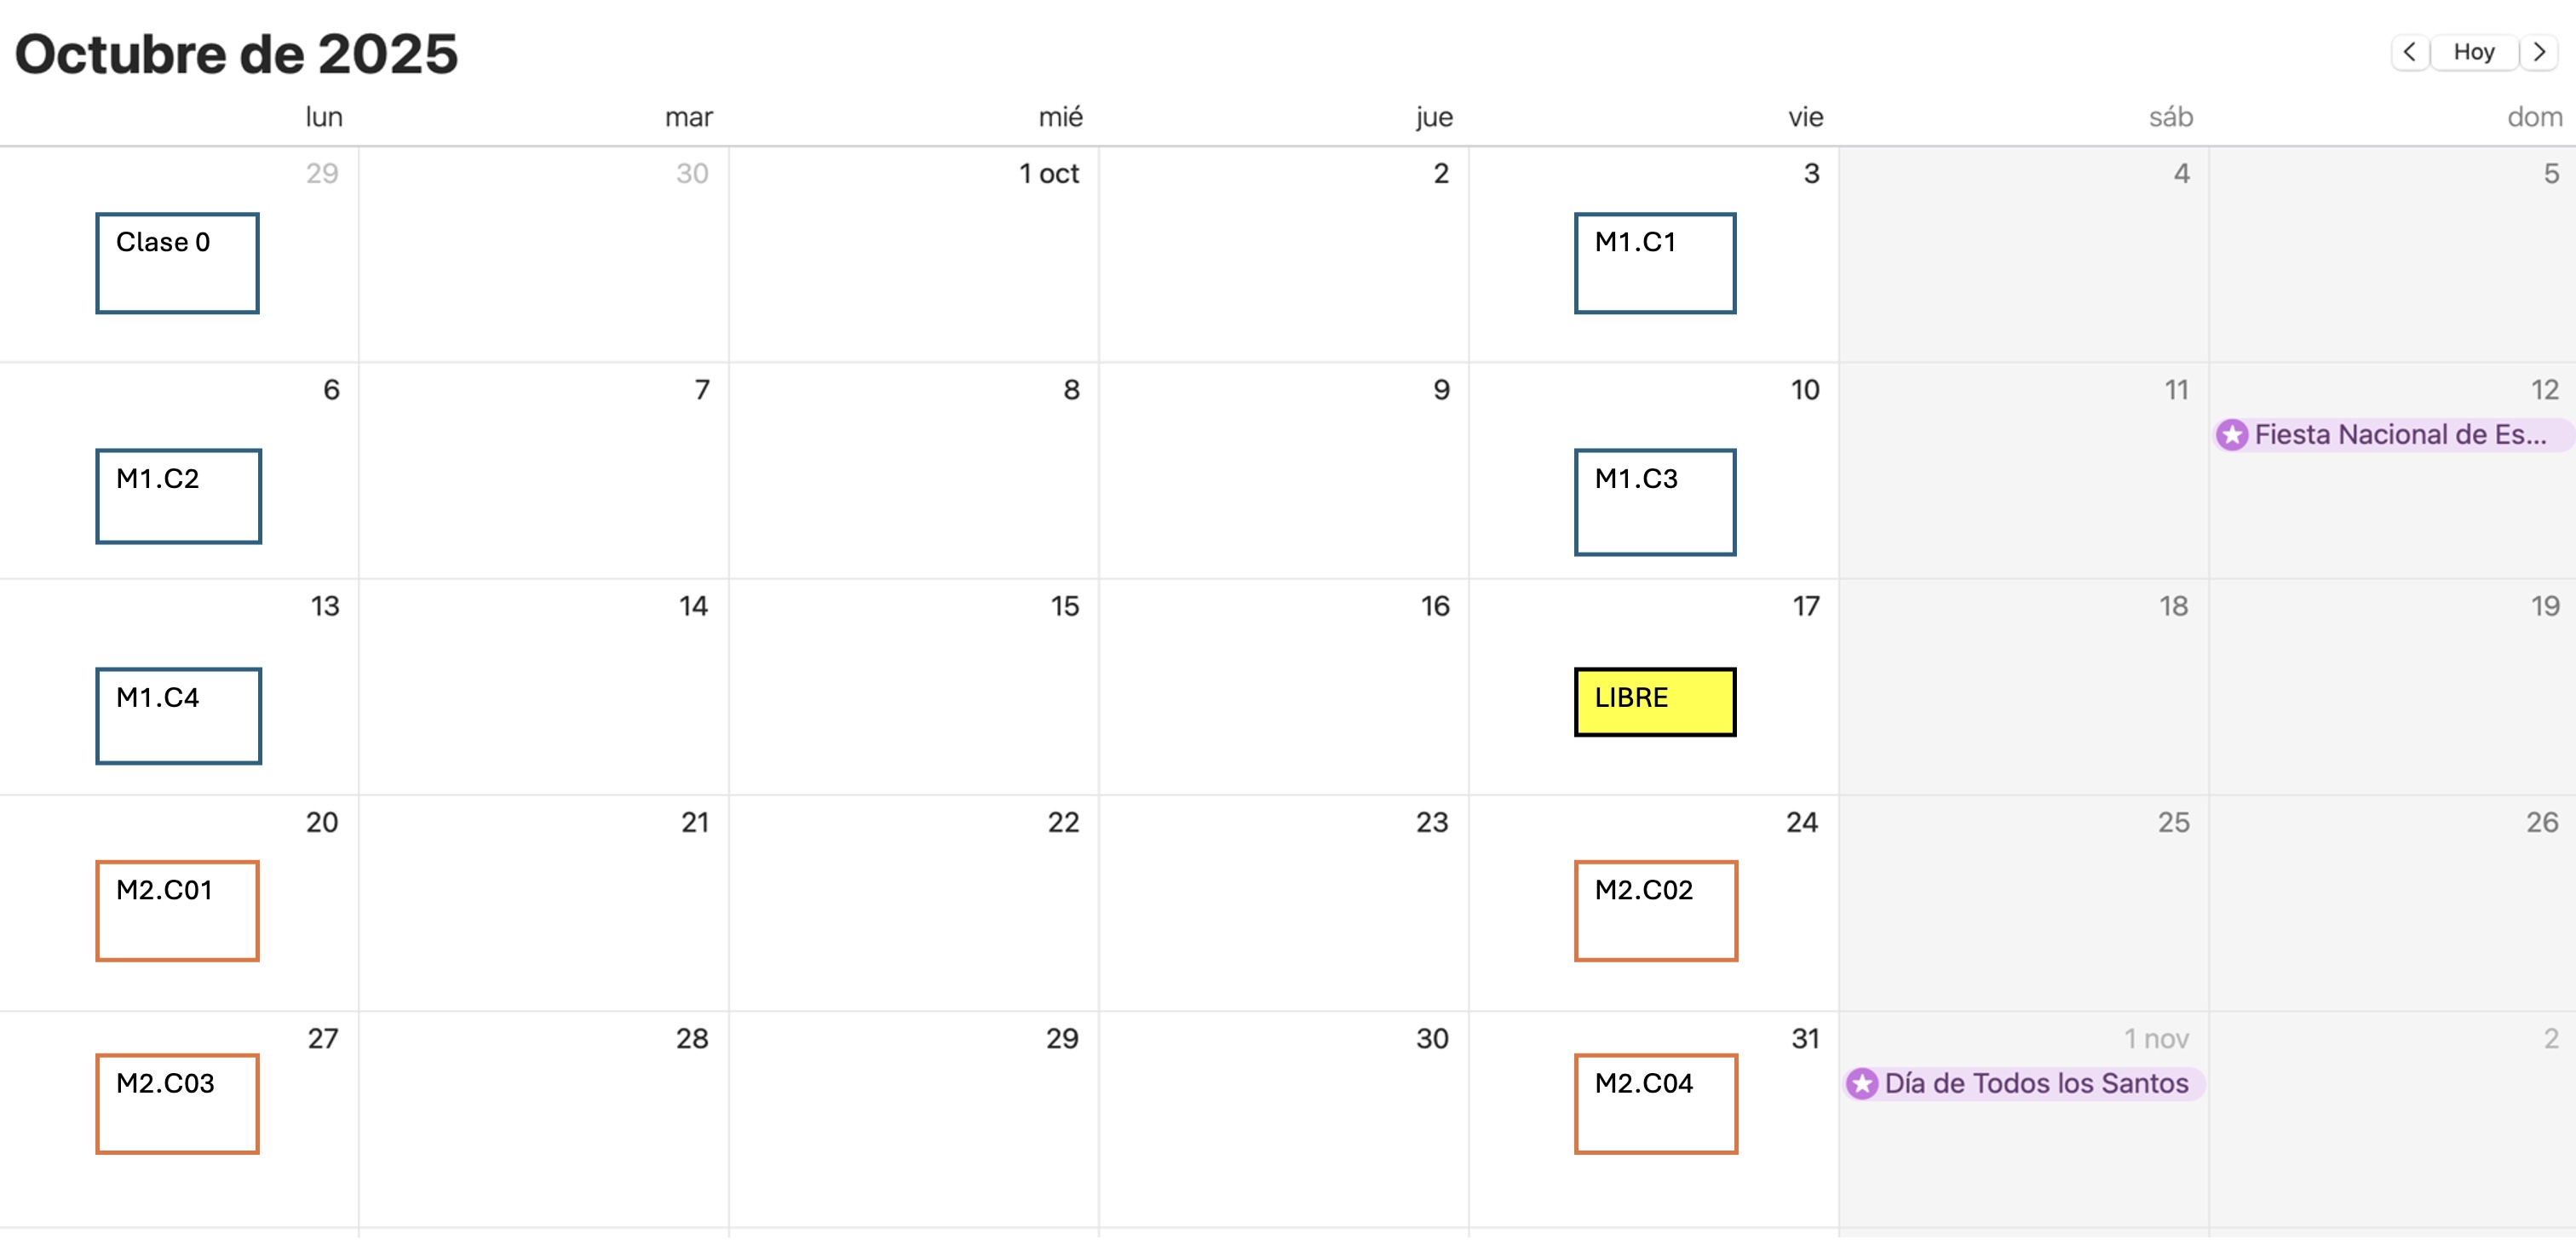 Octubre de 2025
Hoy
lun mar mié jue vie sáb dom
29 30 1 oct 2 3 4 5
Clase 0 M1.C1
6 7 8 9 10 11 12
Fiesta Nacional de Es...
M1.C2 M1.C3
13 14 15 16 17 18 19
M1.C4 LIBRE
20 21 22 23 24 25 26
M2.C01 M2.C02
27 28 29 30 31 1 nov 2
M2.C03 M2.C04 Día de Todos los Santos